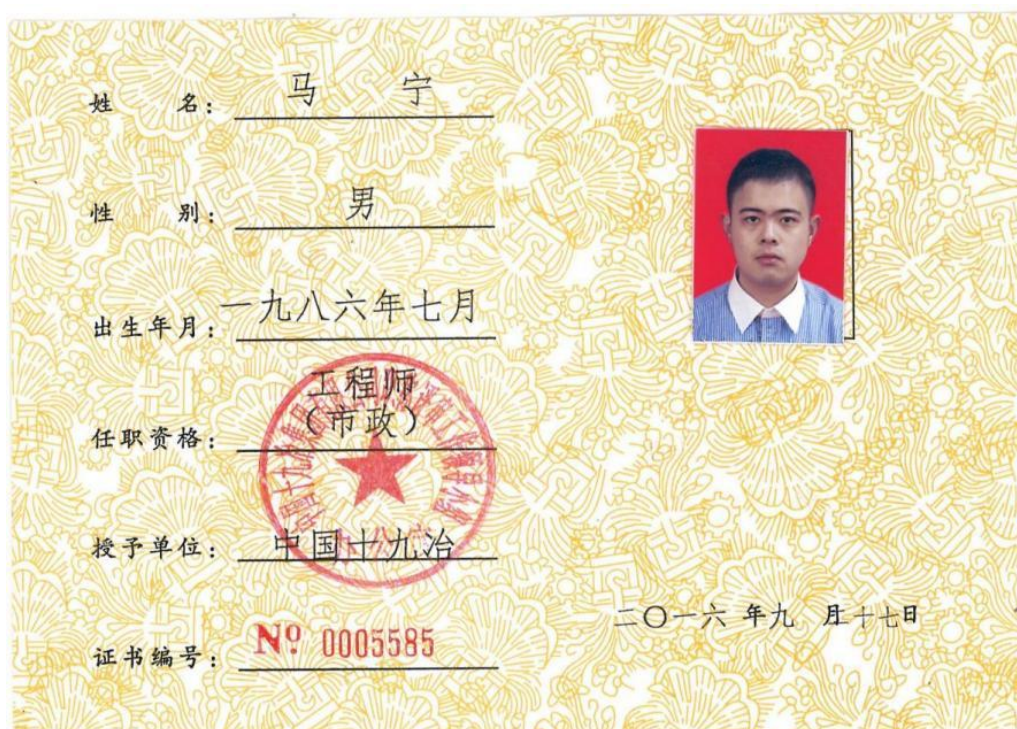 姓 名: 马 宁
性 别: 男
出生年月: 一九八六年七月
任职资格: 工程师
(市政)
授予单位: 中国十九冶
证书编号: Nº 0005585
二〇一六 年九 月十七日